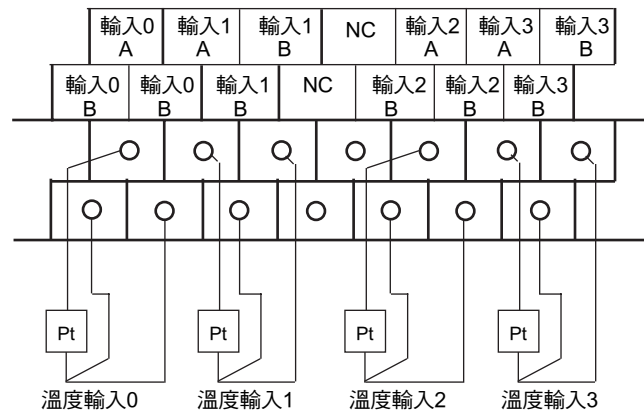 輸入0 輸入1 輸入1 NC 輸入2 輸入3 輸入3
A A B A A B
輸入0 輸入0 輸入1 NC 輸入2 輸入2 輸入3
B B B B B B
Pt Pt Pt Pt
溫度輸入0 溫度輸入1 溫度輸入2 溫度輸入3